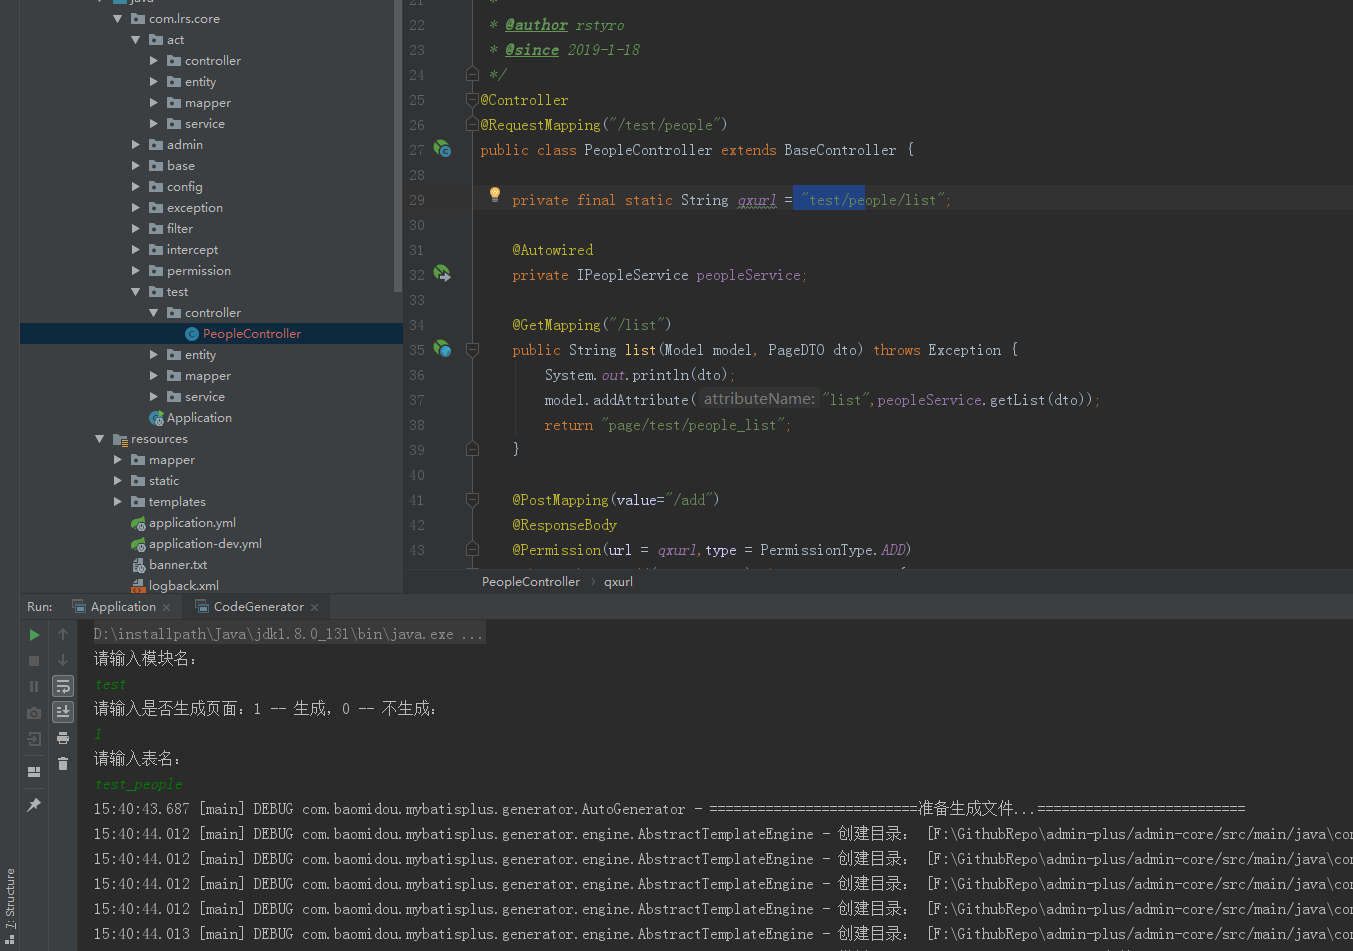 java
com.lrs.core
act
controller
entity
mapper
service
admin
base
config
exception
filter
intercept
permission
test
controller
PeopleController
entity
mapper
service
Application
resources
mapper
static
templates
application.yml
application-dev.yml
banner.txt
logback.xml
21 *
22 * @author rstyro
23 * @since 2019-1-18
24 */
25 @Controller
26 @RequestMapping("/test/people")
27 public class PeopleController extends BaseController {
28
29 private final static String qxurl = "test/people/list";
30
31 @Autowired
32 private IPeopleService peopleService;
33
34 @GetMapping("/list")
35 public String list(Model model, PageDTO dto) throws Exception {
36 System.out.println(dto);
37 model.addAttribute( attributeName: "list",peopleService.getList(dto));
38 return "page/test/people_list";
39 }
40
41 @PostMapping(value="/add")
42 @ResponseBody
43 @Permission(url = qxurl,type = PermissionType.ADD)
PeopleController › qxurl
Run: Application × CodeGenerator ×
D:\installpath\Java\jdk1.8.0_131\bin\java.exe ...
请输入模块名：
test
请输入是否生成页面：1 -- 生成，0 -- 不生成：
1
请输入表名：
test_people
15:40:43.687 [main] DEBUG com.baomidou.mybatisplus.generator.AutoGenerator - ==========================准备生成文件...==========================
15:40:44.012 [main] DEBUG com.baomidou.mybatisplus.generator.engine.AbstractTemplateEngine - 创建目录： [F:\GithubRepo\admin-plus/admin-core/src/main/java\co
15:40:44.012 [main] DEBUG com.baomidou.mybatisplus.generator.engine.AbstractTemplateEngine - 创建目录： [F:\GithubRepo\admin-plus/admin-core/src/main/java\co
15:40:44.012 [main] DEBUG com.baomidou.mybatisplus.generator.engine.AbstractTemplateEngine - 创建目录： [F:\GithubRepo\admin-plus/admin-core/src/main/java\co
15:40:44.012 [main] DEBUG com.baomidou.mybatisplus.generator.engine.AbstractTemplateEngine - 创建目录： [F:\GithubRepo\admin-plus/admin-core/src/main/java\co
15:40:44.013 [main] DEBUG com.baomidou.mybatisplus.generator.engine.AbstractTemplateEngine - 创建目录： [F:\GithubRepo\admin-plus/admin-core/src/main/java\co
7: Structure